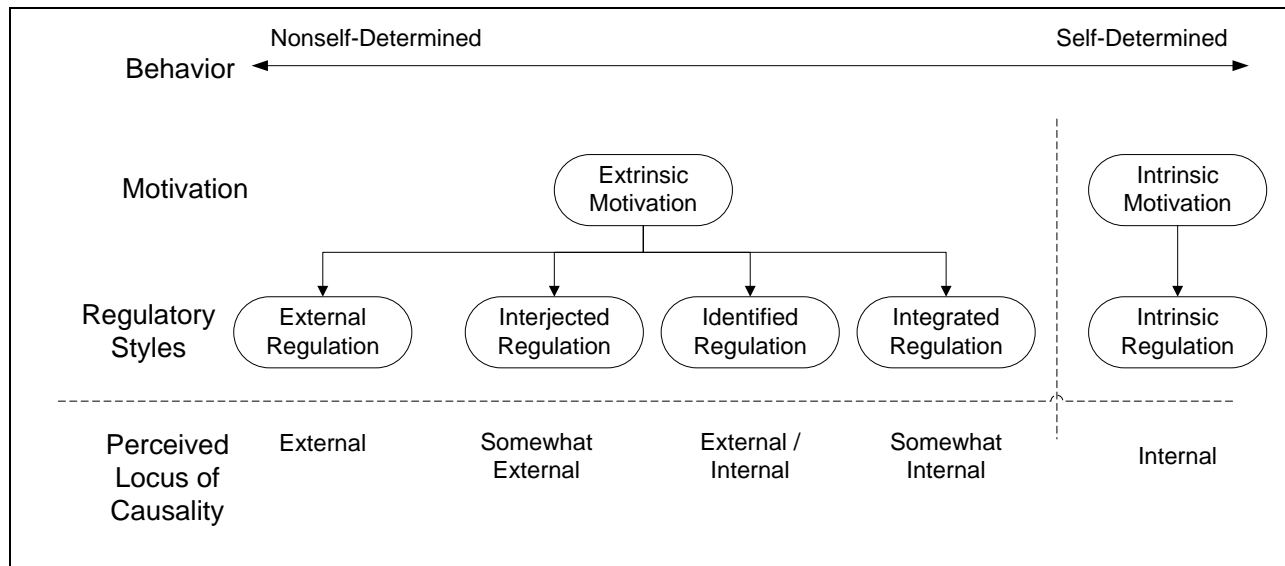 Nonself-Determined
Self-Determined
Behavior
Motivation
Extrinsic
Motivation
Intrinsic
Motivation
Regulatory
Styles
External
Regulation
Interjected
Regulation
Identified
Regulation
Integrated
Regulation
Intrinsic
Regulation
Perceived
Locus of
Causality
External
Somewhat
External
External /
Internal
Somewhat
Internal
Internal